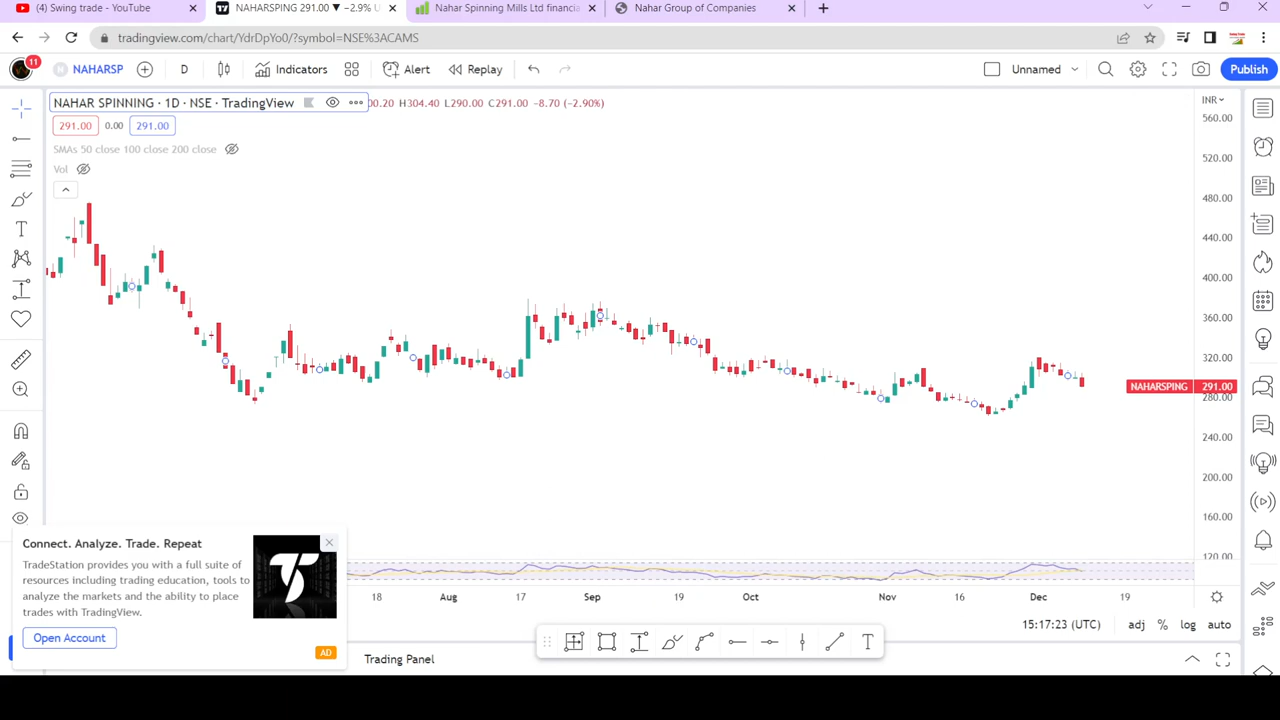 (4) Swing trade - YouTube
NAHARSPING 291.00 ▼ −2.9% U
Nahar Spinning Mills Ltd financia
Nahar Group of Companies
tradingview.com/chart/YdrDpYo0/?symbol=NSE%3ACAMS
11
NAHARSP
D
Indicators
Alert
Replay
Unnamed
Publish
NAHAR SPINNING · 1D · NSE · TradingView
00.20 H304.40 L290.00 C291.00 −8.70 (−2.90%)
INR
291.00 0.00 291.00
SMAs 50 close 100 close 200 close
Vol
560.00
520.00
480.00
440.00
400.00
360.00
320.00
NAHARSPING 291.00
280.00
240.00
200.00
160.00
120.00
Connect. Analyze. Trade. Repeat
TradeStation provides you with a full suite of
resources including trading education, tools to
analyze the markets and the ability to place
trades with TradingView.
Open Account
AD
18 Aug 17 Sep 19 Oct Nov 16 Dec 19
15:17:23 (UTC) adj % log auto
Trading Panel